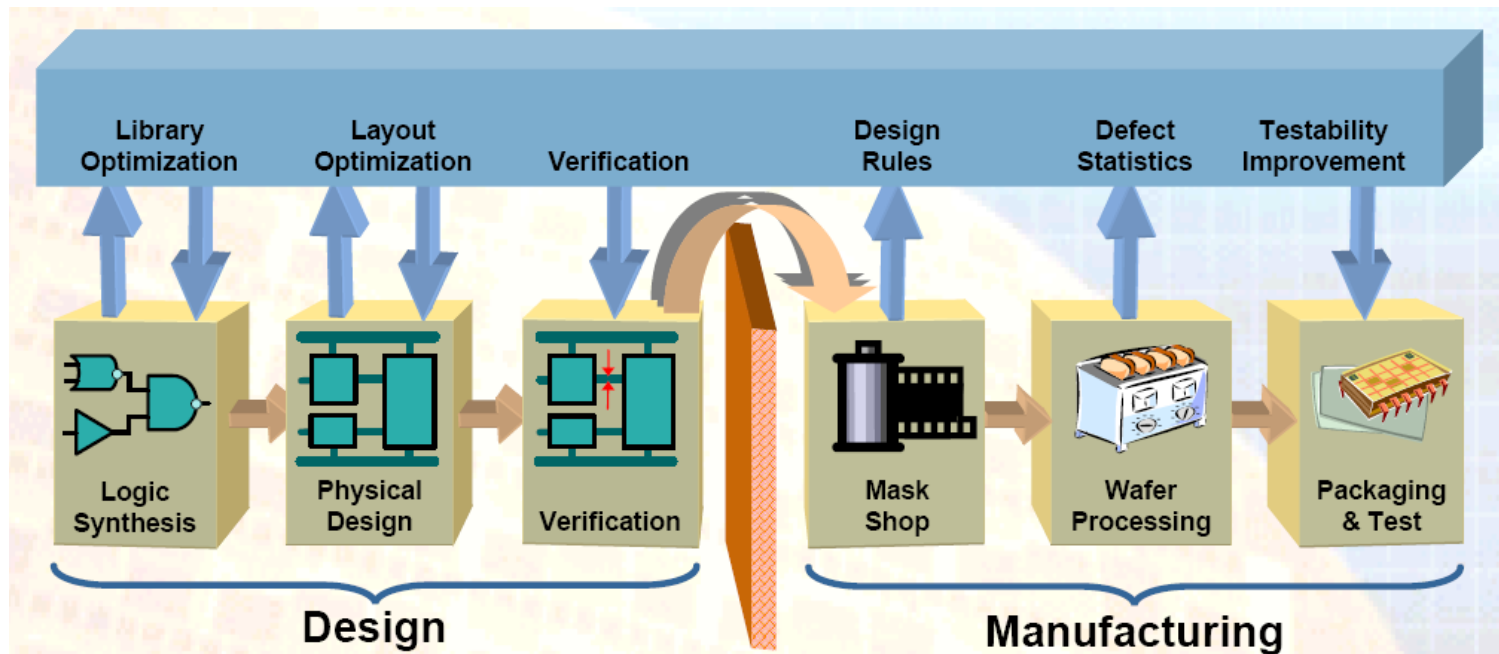 Library
Optimization
Layout
Optimization
Verification
Design
Rules
Defect
Statistics
Testability
Improvement
Logic
Synthesis
Physical
Design
Verification
Mask
Shop
Wafer
Processing
Packaging
& Test
Design
Manufacturing